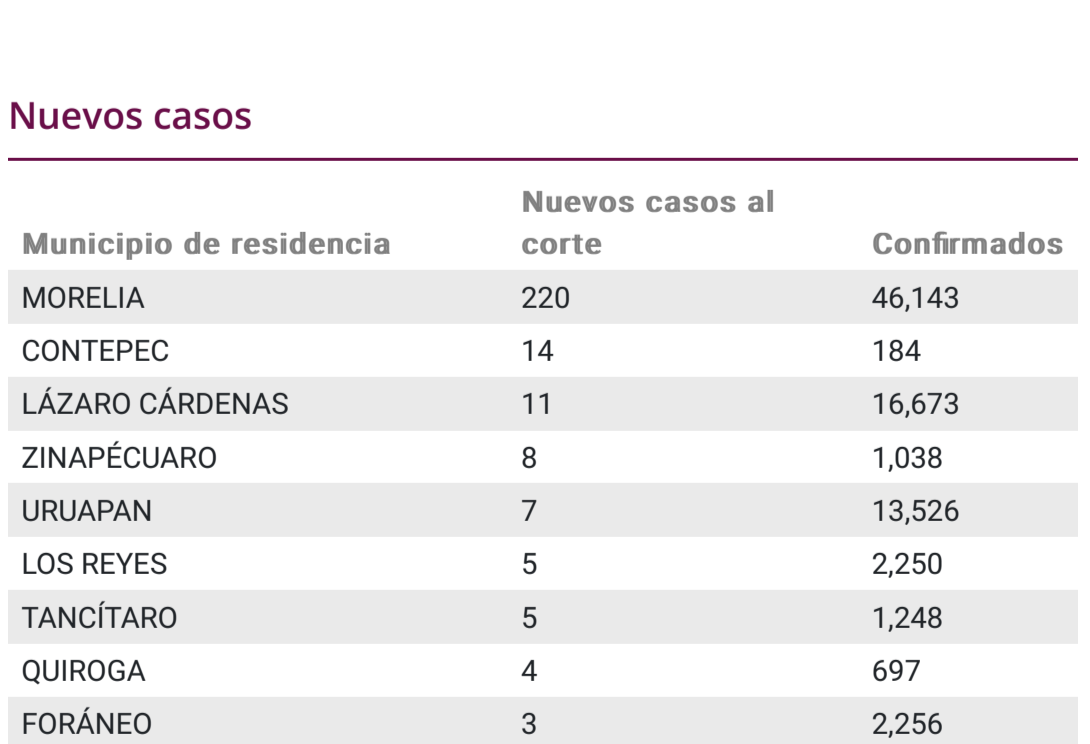 Nuevos casos
Nuevos casos al
Municipio de residencia corte Confirmados
MORELIA 220 46,143
CONTEPEC 14 184
LÁZARO CÁRDENAS 11 16,673
ZINAPÉCUARO 8 1,038
URUAPAN 7 13,526
LOS REYES 5 2,250
TANCÍTARO 5 1,248
QUIROGA 4 697
FORÁNEO 3 2,256